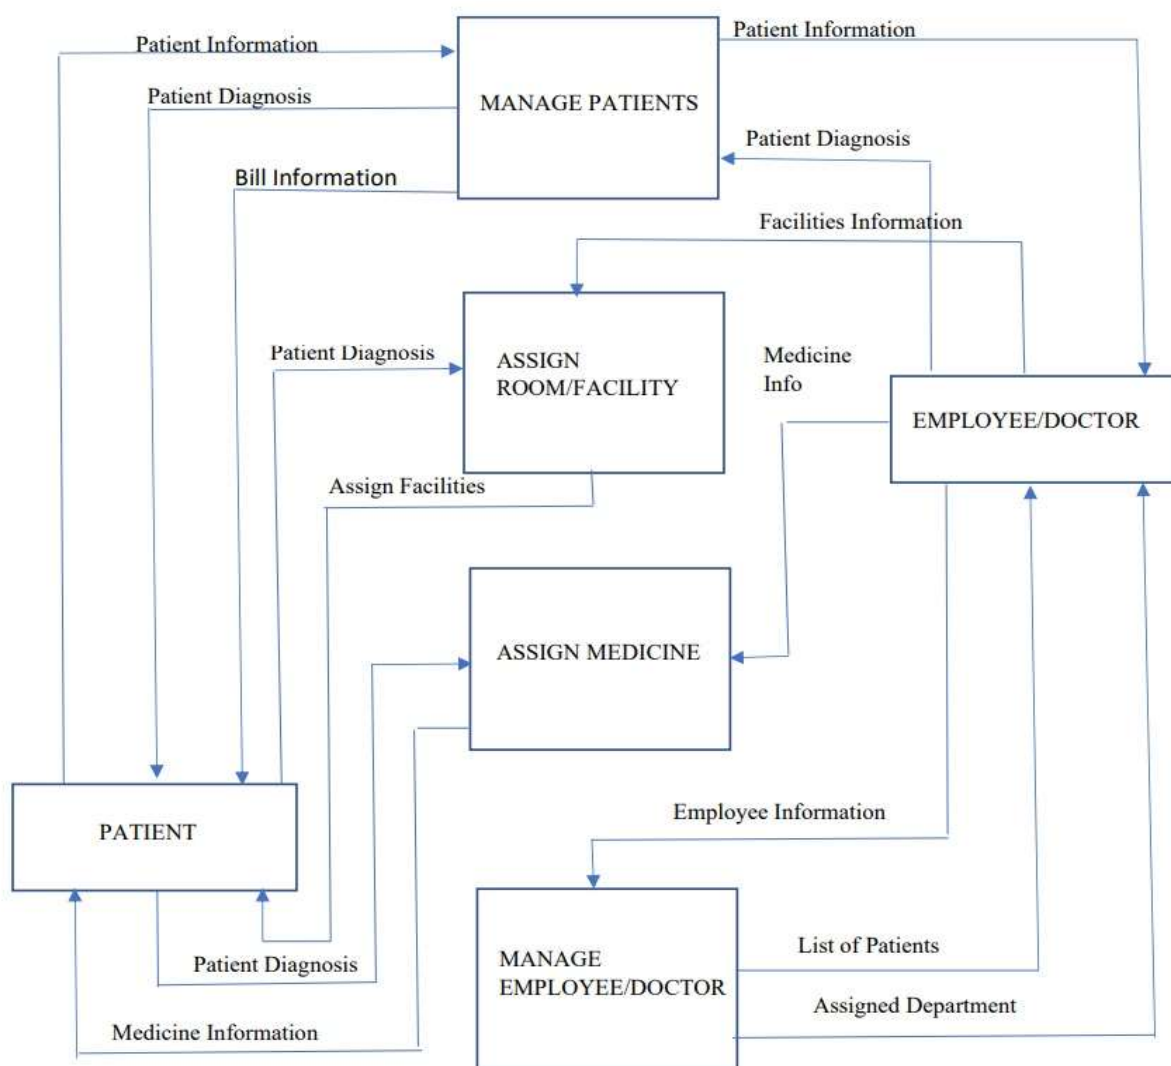 Patient Information
Patient Information
Patient Diagnosis
MANAGE PATIENTS
Patient Diagnosis
Bill Information
Facilities Information
Patient Diagnosis
ASSIGN
ROOM/FACILITY
Medicine
Info
EMPLOYEE/DOCTOR
Assign Facilities
ASSIGN MEDICINE
Employee Information
PATIENT
List of Patients
Patient Diagnosis
MANAGE
EMPLOYEE/DOCTOR
Assigned Department
Medicine Information